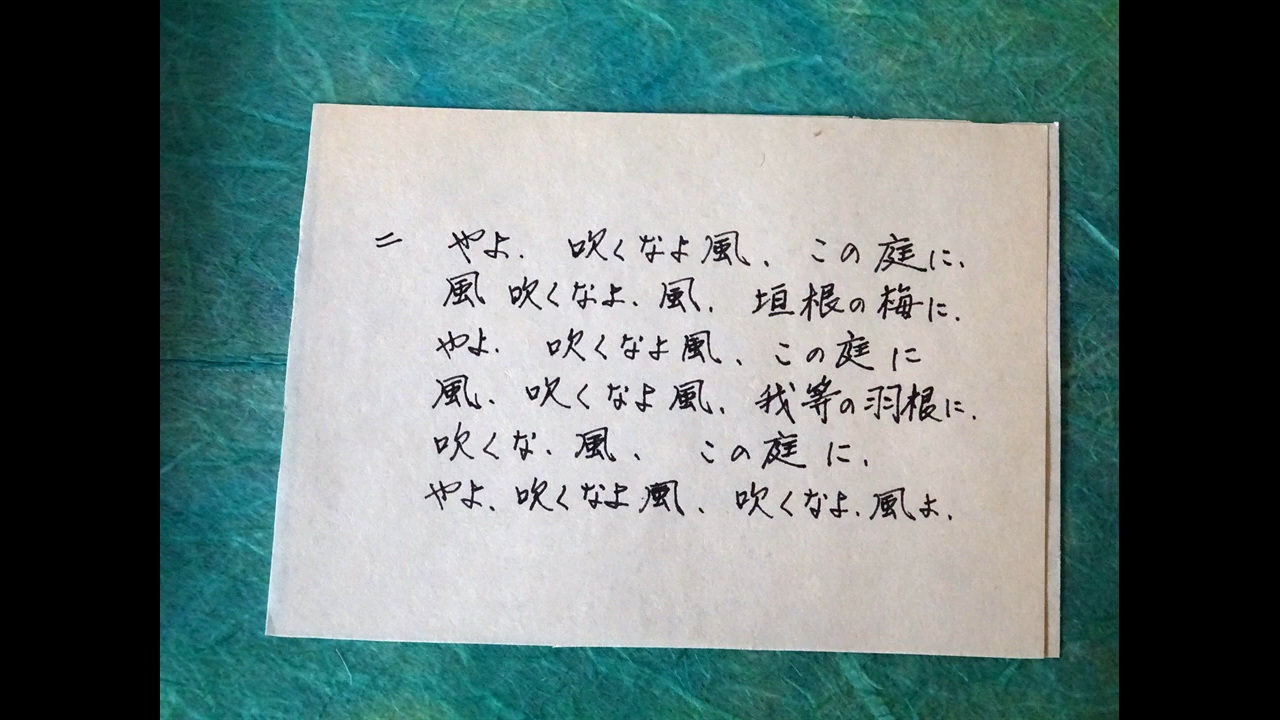 二 やよ、吹くなよ風、この庭に、
風 吹くなよ、風、垣根の梅に、
やよ、吹くなよ風、この庭に
風、吹くなよ風、我等の羽根に、
吹くな、風、この庭に、
やよ、吹くなよ風、吹くなよ、風よ、